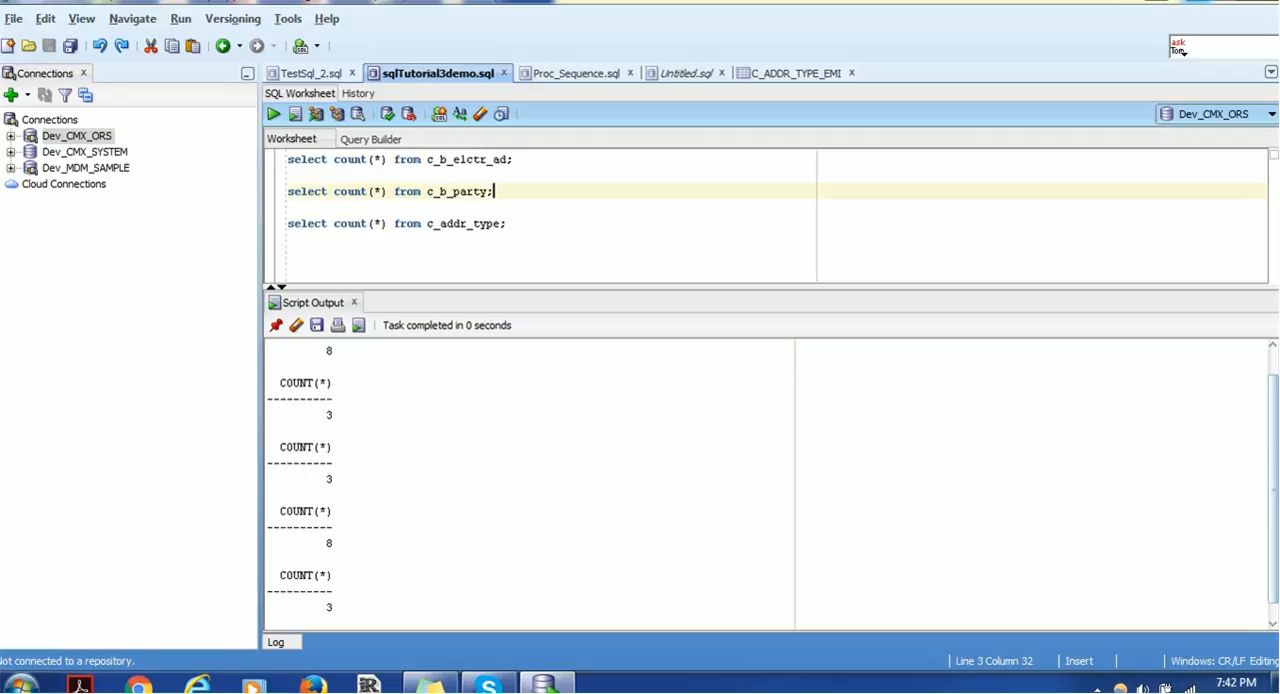 File Edit View Navigate Run Versioning Tools Help
ask
Tom
Connections
TestSql_2.sql
sqlTutorial3demo.sql
Proc_Sequence.sql
Untitled.sql
C_ADDR_TYPE_EMI
SQL Worksheet History
Dev_CMX_ORS
Connections
Dev_CMX_ORS
Dev_CMX_SYSTEM
Dev_MDM_SAMPLE
Cloud Connections
Worksheet Query Builder
select count(*) from c_b_elctr_ad;
select count(*) from c_b_party;
select count(*) from c_addr_type;
Script Output
Task completed in 0 seconds
8
COUNT(*)
----------
3
COUNT(*)
----------
3
COUNT(*)
----------
8
COUNT(*)
----------
3
Log
Not connected to a repository.
Line 3 Column 32
Insert
Windows: CR/LF Editing
7:42 PM